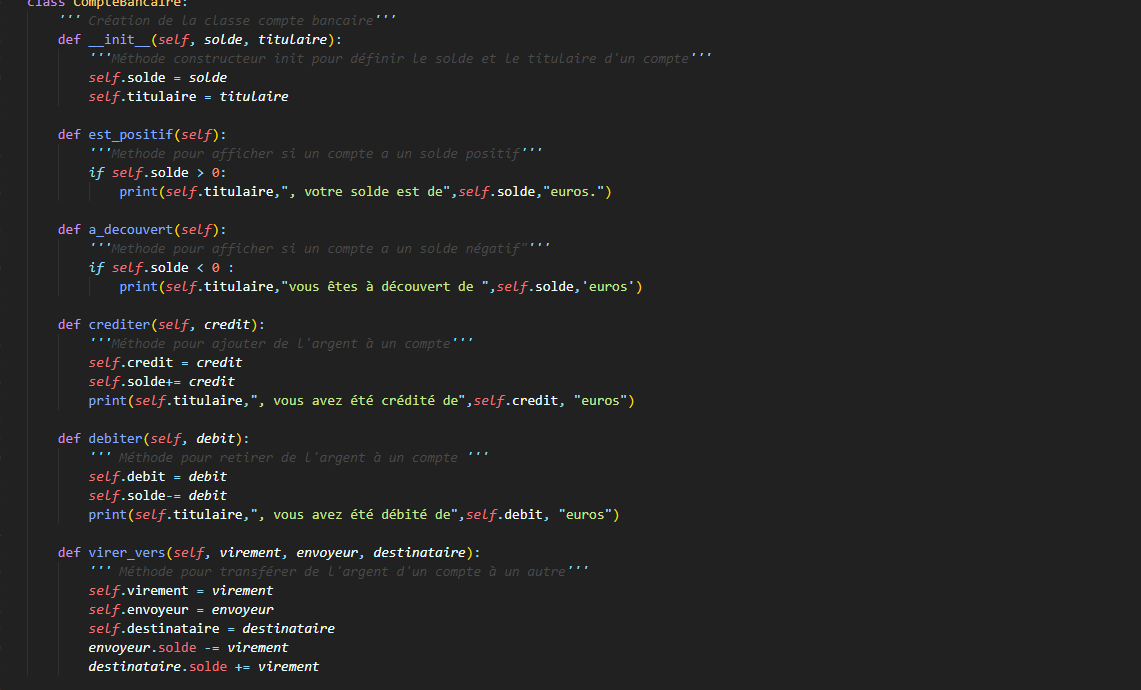 class CompteBancaire:
''' Création de la classe compte bancaire'''
def __init__(self, solde, titulaire):
'''Méthode constructeur init pour définir le solde et le titulaire d'un compte'''
self.solde = solde
self.titulaire = titulaire
def est_positif(self):
'''Methode pour afficher si un compte a un solde positif'''
if self.solde > 0:
print(self.titulaire,", votre solde est de",self.solde,"euros.")
def a_decouvert(self):
'''Methode pour afficher si un compte a un solde négatif"'''
if self.solde < 0 :
print(self.titulaire,"vous êtes à découvert de ",self.solde,'euros')
def crediter(self, credit):
'''Méthode pour ajouter de l'argent à un compte'''
self.credit = credit
self.solde+= credit
print(self.titulaire,", vous avez été crédité de",self.credit, "euros")
def debiter(self, debit):
''' Méthode pour retirer de l'argent à un compte '''
self.debit = debit
self.solde-= debit
print(self.titulaire,", vous avez été débité de",self.debit, "euros")
def virer_vers(self, virement, envoyeur, destinataire):
''' Méthode pour transférer de l'argent d'un compte à un autre'''
self.virement = virement
self.envoyeur = envoyeur
self.destinataire = destinataire
envoyeur.solde -= virement
destinataire.solde += virement